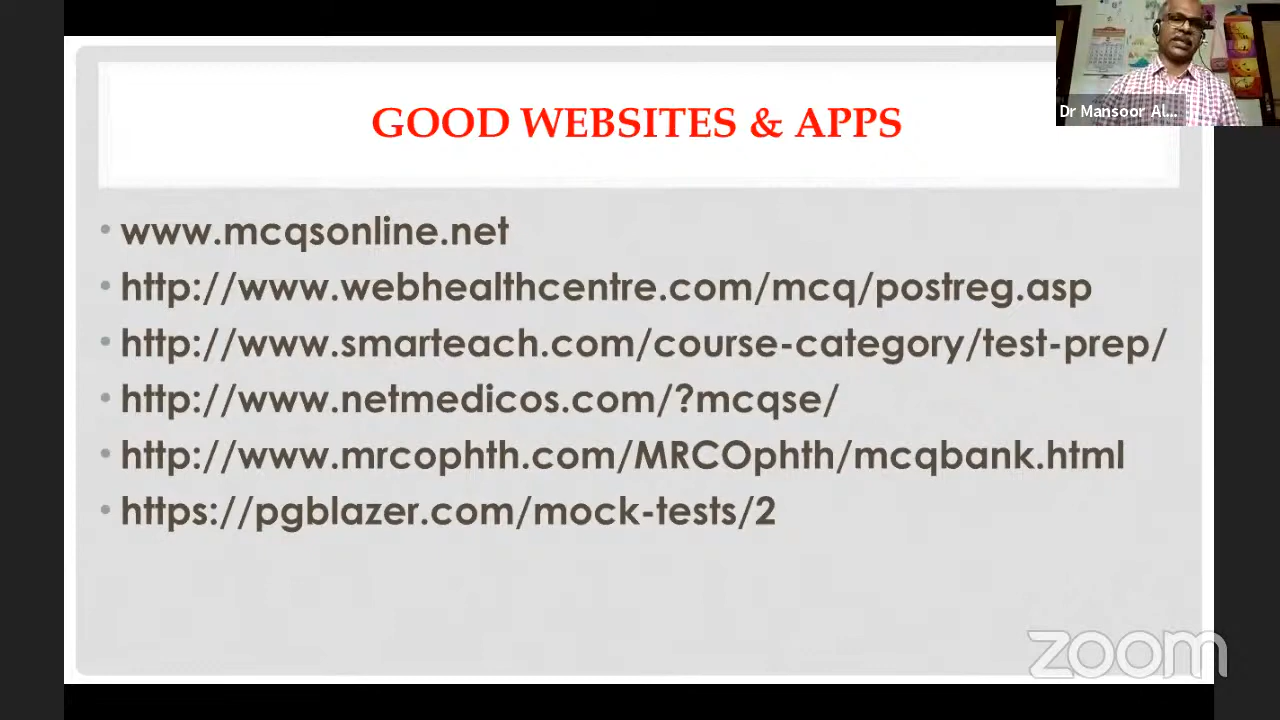 GOOD WEBSITES & APPS
Dr Mansoor Al...
• www.mcqsonline.net
• http://www.webhealthcentre.com/mcq/postreg.asp
• http://www.smarteach.com/course-category/test-prep/
• http://www.netmedicos.com/?mcqse/
• http://www.mrcophth.com/MRCOphth/mcqbank.html
• https://pgblazer.com/mock-tests/2
zoom